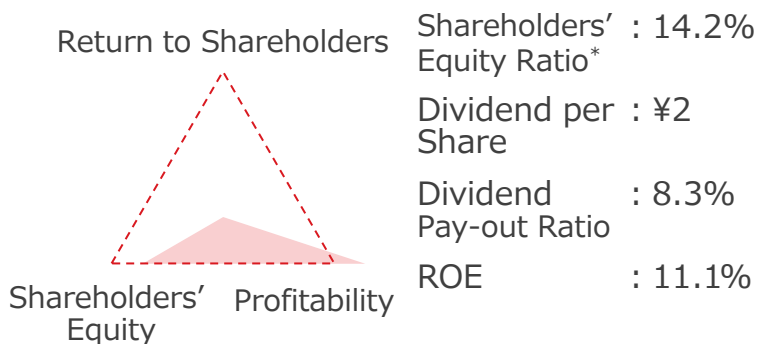 Return to Shareholders
Shareholders’
Equity
Profitability
Shareholders’ : 14.2%
Equity Ratio*
Dividend per : ¥2
Share
Dividend : 8.3%
Pay-out Ratio
ROE : 11.1%